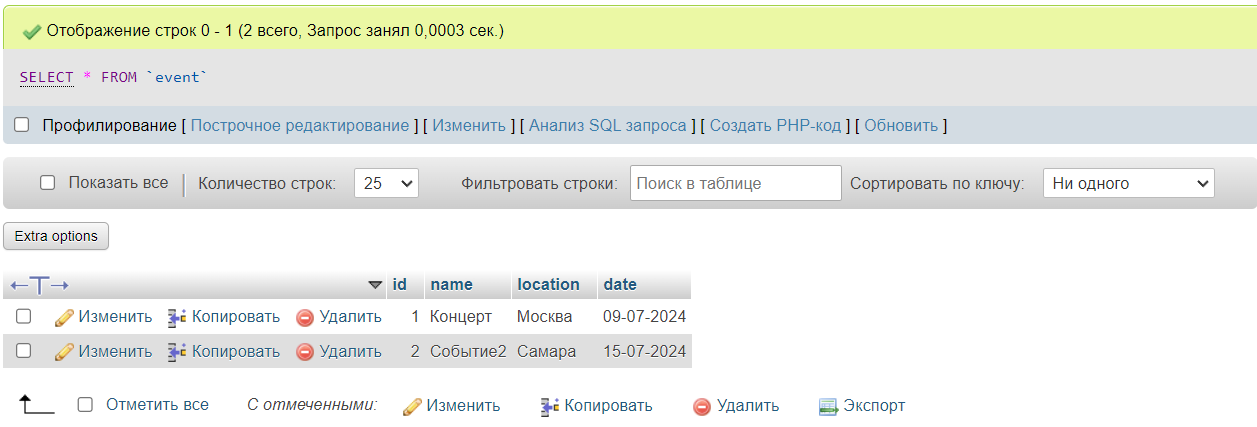 Отображение строк 0 - 1 (2 всего, Запрос занял 0,0003 сек.)
SELECT * FROM `event`
Профилирование [ Построчное редактирование ] [ Изменить ] [ Анализ SQL запроса ] [ Создать PHP-код ] [ Обновить ]
Показать все Количество строк: 25 Фильтровать строки: Поиск в таблице Сортировать по ключу: Ни одного
Extra options
id name location date
Изменить Копировать Удалить 1 Концерт Москва 09-07-2024
Изменить Копировать Удалить 2 Событие2 Самара 15-07-2024
Отметить все С отмеченными: Изменить Копировать Удалить Экспорт